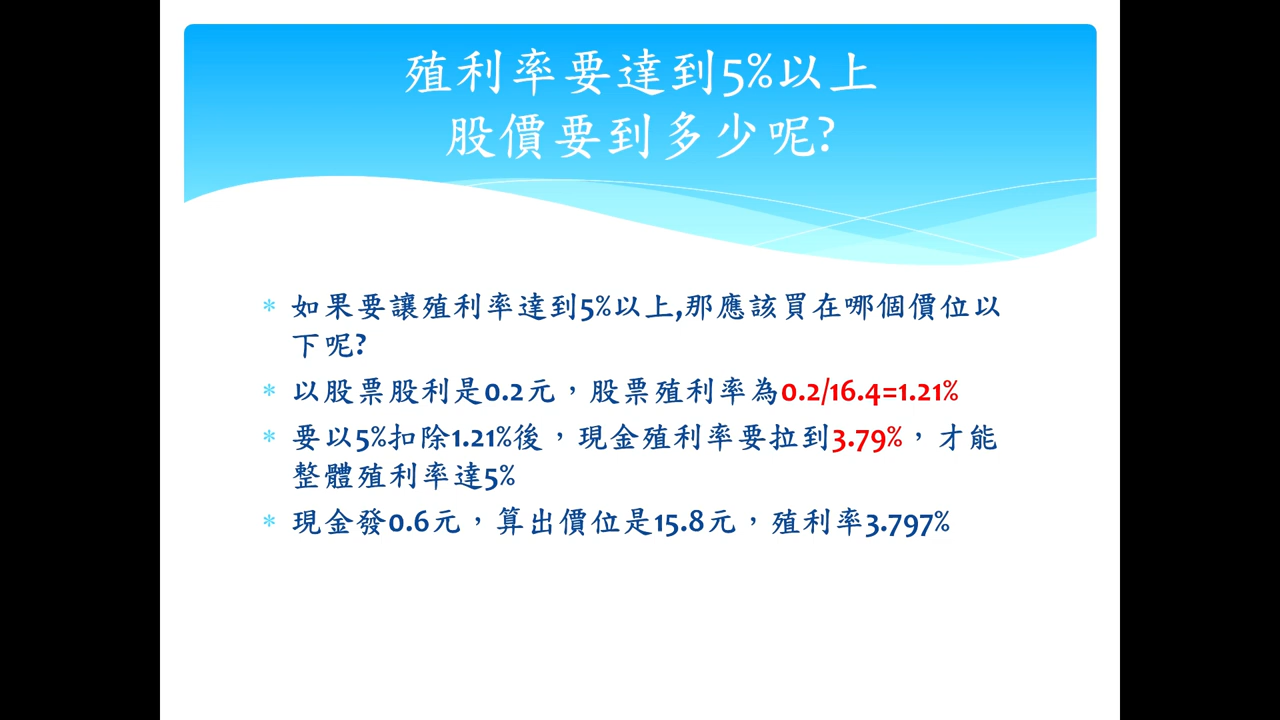 殖利率要達到5%以上
股價要到多少呢?
* 如果要讓殖利率達到5%以上,那應該買在哪個價位以
下呢?
* 以股票股利是0.2元，股票殖利率為0.2/16.4=1.21%
* 要以5%扣除1.21%後，現金殖利率要拉到3.79%，才能
整體殖利率達5%
* 現金發0.6元，算出價位是15.8元，殖利率3.797%